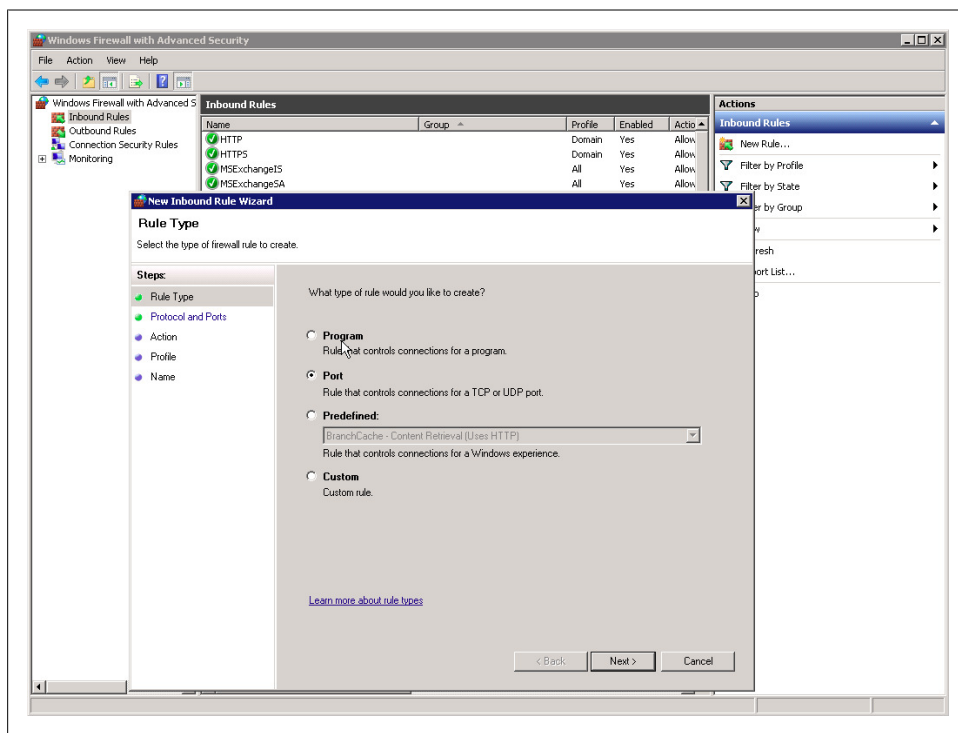 Windows Firewall with Advanced Security
File Action View Help
Windows Firewall with Advanced S
Inbound Rules
Outbound Rules
Connection Security Rules
Monitoring
Inbound Rules
Name Group Profile Enabled Actio
HTTP Domain Yes Allow
HTTPS Domain Yes Allow
MSExchangeIS All Yes Allow
MSExchangeSA All Yes Allow
Actions
Inbound Rules
New Rule...
Filter by Profile
Filter by State
er by Group
resh
ort List...
New Inbound Rule Wizard
Rule Type
Select the type of firewall rule to create.
Steps:
Rule Type
Protocol and Ports
Action
Profile
Name
What type of rule would you like to create?
Program
Rule that controls connections for a program.
Port
Rule that controls connections for a TCP or UDP port.
Predefined:
BranchCache - Content Retrieval (Uses HTTP)
Rule that controls connections for a Windows experience.
Custom
Custom rule.
Learn more about rule types
< Back Next > Cancel